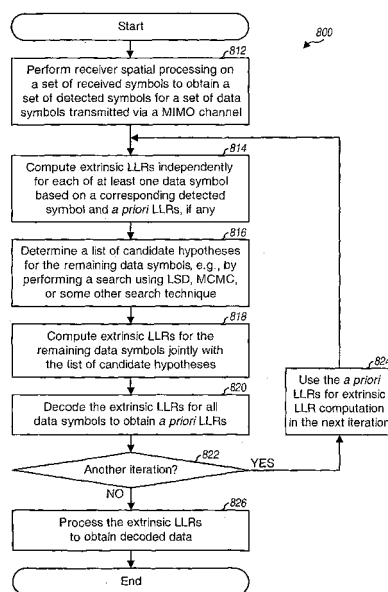 Start
800
812
Perform receiver spatial processing on
a set of received symbols to obtain a
set of detected symbols for a set of data
symbols transmitted via a MIMO channel
814
Compute extrinsic LLRs independently
for each of at least one data symbol
based on a corresponding detected
symbol and a priori LLRs, if any
816
Determine a list of candidate hypotheses
for the remaining data symbols, e.g., by
performing a search using LSD, MCMC,
or some other search technique
818
Compute extrinsic LLRs for the
remaining data symbols jointly with
the list of candidate hypotheses
820
Decode the extrinsic LLRs for all
data symbols to obtain a priori LLRs
824
Use the a priori
LLRs for extrinsic
LLR computation
in the next iteration
822
Another iteration?
YES
NO
826
Process the extrinsic LLRs
to obtain decoded data
End